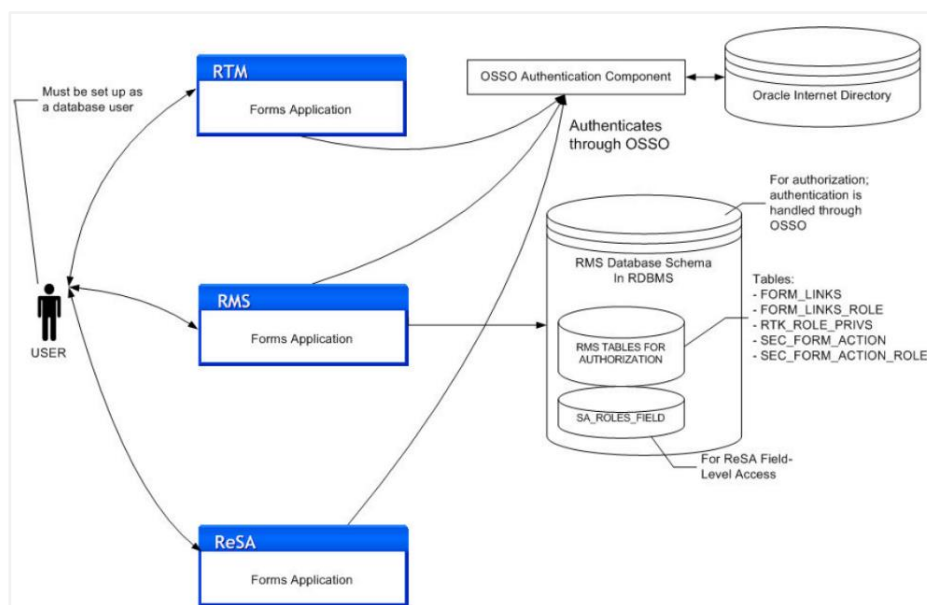 RTM
Forms Application
Must be set up as
a database user
OSSO Authentication Component
Oracle Internet Directory
Authenticates
through OSSO
For authorization;
authentication is
handled through
OSSO
RMS Database Schema
In RDBMS
Tables:
- FORM_LINKS
- FORM_LINKS_ROLE
- RTK_ROLE_PRIVS
- SEC_FORM_ACTION
- SEC_FORM_ACTION_ROLE
RMS
Forms Application
USER
RMS TABLES FOR
AUTHORIZATION
SA_ROLES_FIELD
For ReSA Field-
Level Access
ReSA
Forms Application